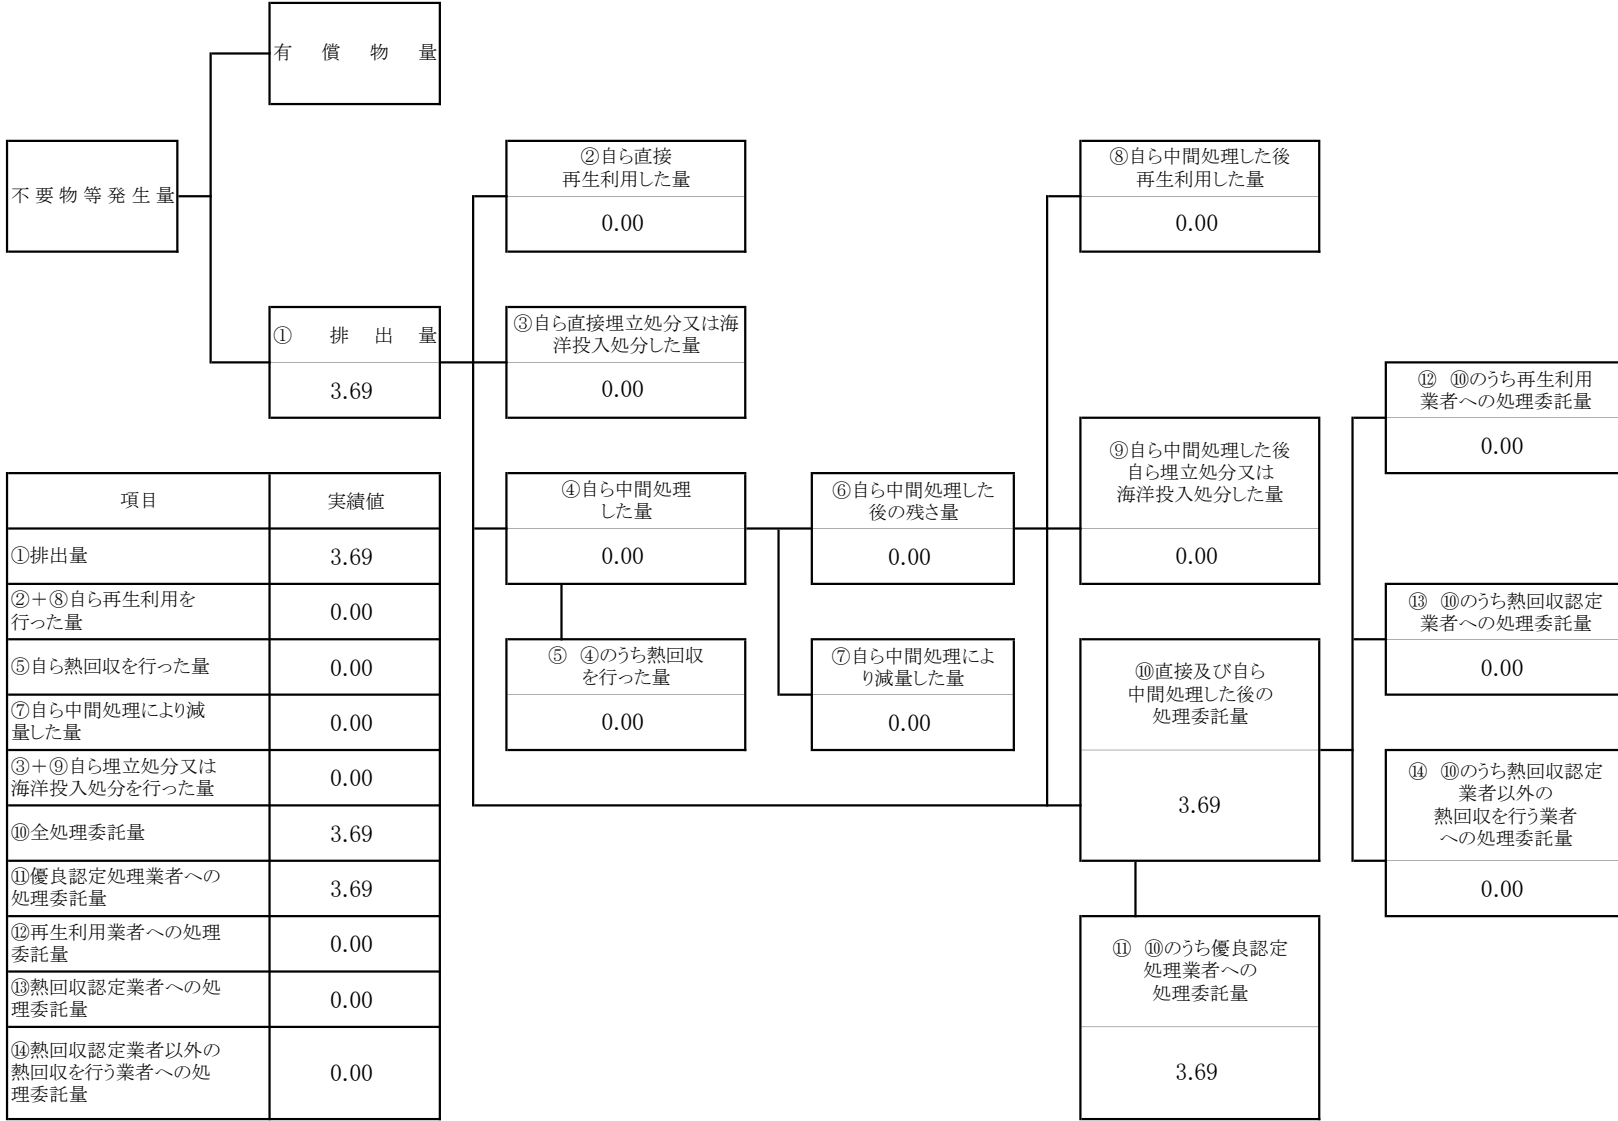 有 償 物 量
不要物等発生量
① 排 出 量
3.69
②自ら直接
再生利用した量
0.00
③自ら直接埋立処分又は海
洋投入処分した量
0.00
④自ら中間処理
した量
0.00
⑤ ④のうち熱回収
を行った量
0.00
⑥自ら中間処理した
後の残さ量
0.00
⑦自ら中間処理によ
り減量した量
0.00
⑧自ら中間処理した後
再生利用した量
0.00
⑨自ら中間処理した後
自ら埋立処分又は
海洋投入処分した量
0.00
⑩直接及び自ら
中間処理した後の
処理委託量
3.69
⑪ ⑩のうち優良認定
処理業者への
処理委託量
3.69
⑫ ⑩のうち再生利用
業者への処理委託量
0.00
⑬ ⑩のうち熱回収認定
業者への処理委託量
0.00
⑭ ⑩のうち熱回収認定
業者以外の
熱回収を行う業者
への処理委託量
0.00
項目 実績値
①排出量 3.69
②+⑧自ら再生利用を
行った量 0.00
⑤自ら熱回収を行った量 0.00
⑦自ら中間処理により減
量した量 0.00
③+⑨自ら埋立処分又は
海洋投入処分を行った量 0.00
⑩全処理委託量 3.69
⑪優良認定処理業者への
処理委託量 3.69
⑫再生利用業者への処理
委託量 0.00
⑬熱回収認定業者への処
理委託量 0.00
⑭熱回収認定業者以外の
熱回収を行う業者への処
理委託量 0.00